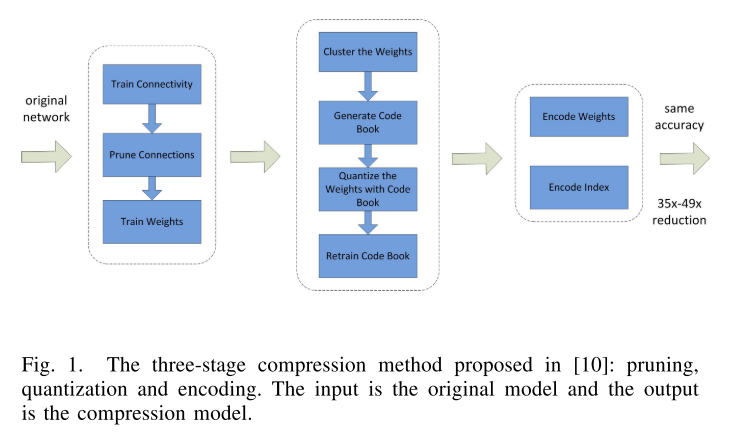 original
network
Train Connectivity
Prune Connections
Train Weights
Cluster the Weights
Generate Code
Book
Quantize the
Weights with Code
Book
Retrain Code Book
Encode Weights
Encode Index
same
accuracy
35x-49x
reduction
Fig. 1. The three-stage compression method proposed in [10]: pruning,
quantization and encoding. The input is the original model and the output
is the compression model.